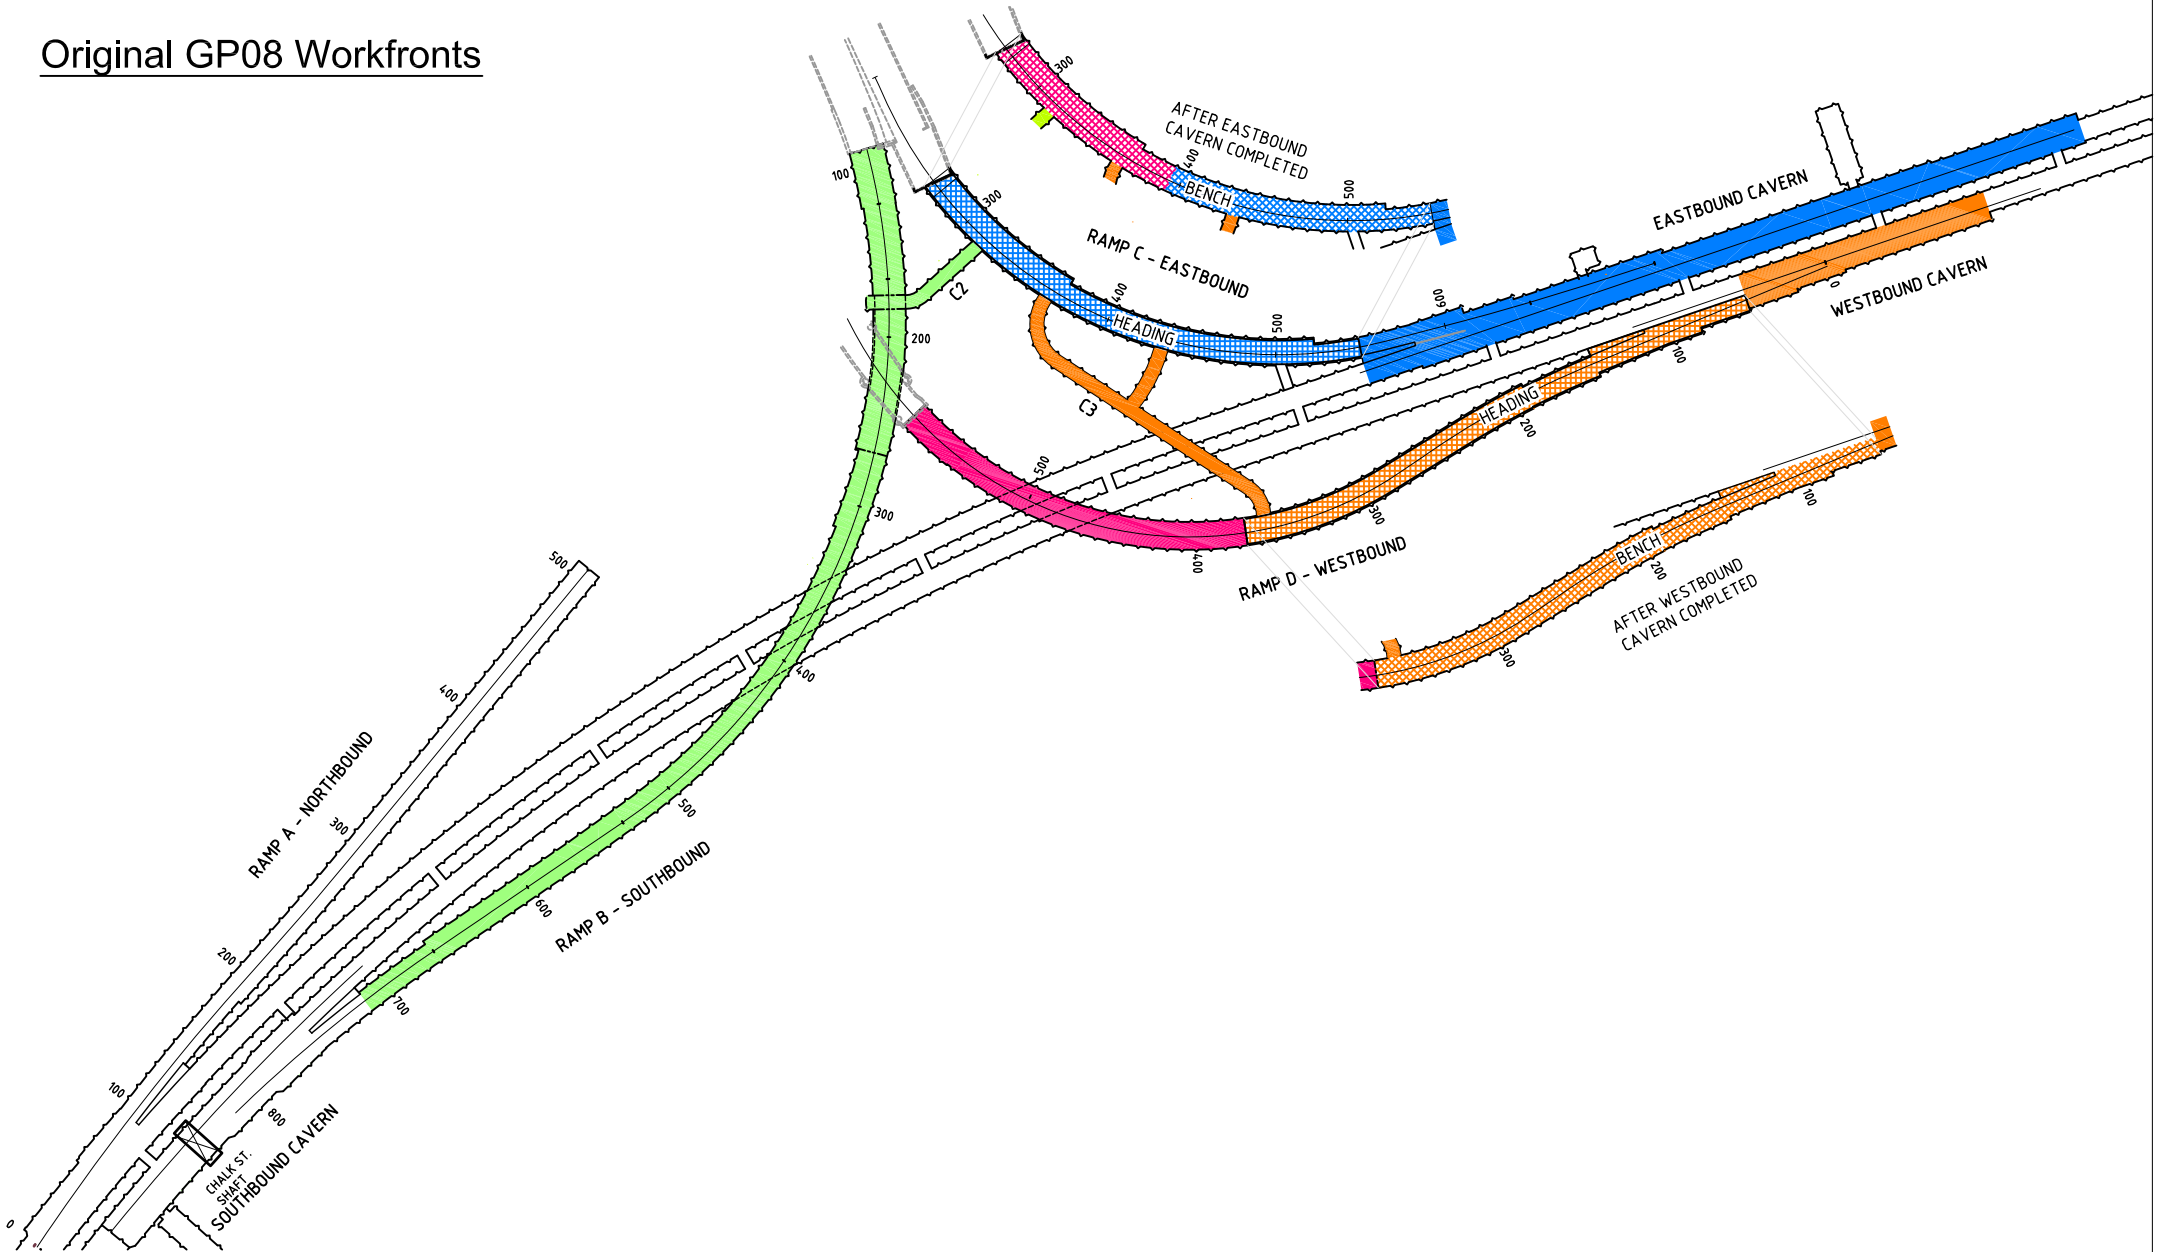 Original GP08 Workfronts
300
AFTER EASTBOUND
CAVERN COMPLETED
400
BENCH
500
100
300
C2
RAMP C - EASTBOUND
400
HEADING
500
600
EASTBOUND CAVERN
WESTBOUND CAVERN
0
200
C3
100
HEADING
200
500
300
300
400
RAMP D - WESTBOUND
100
BENCH
200
AFTER WESTBOUND
CAVERN COMPLETED
300
500
400
400
RAMP A - NORTHBOUND
300
500
RAMP B - SOUTHBOUND
600
200
700
100
800
CHALK ST.
SHAFT
SOUTHBOUND CAVERN
0